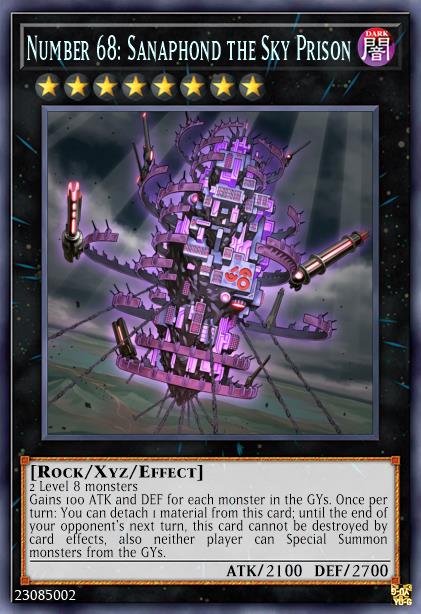 Number 68: Sanaphond the Sky Prison
DARK
闇
68
[Rock/Xyz/Effect]
2 Level 8 monsters
Gains 100 ATK and DEF for each monster in the GYs. Once per
turn: You can detach 1 material from this card; until the end of
your opponent's next turn, this card cannot be destroyed by
card effects, also neither player can Special Summon
monsters from the GYs.
ATK/2100 DEF/2700
23085002